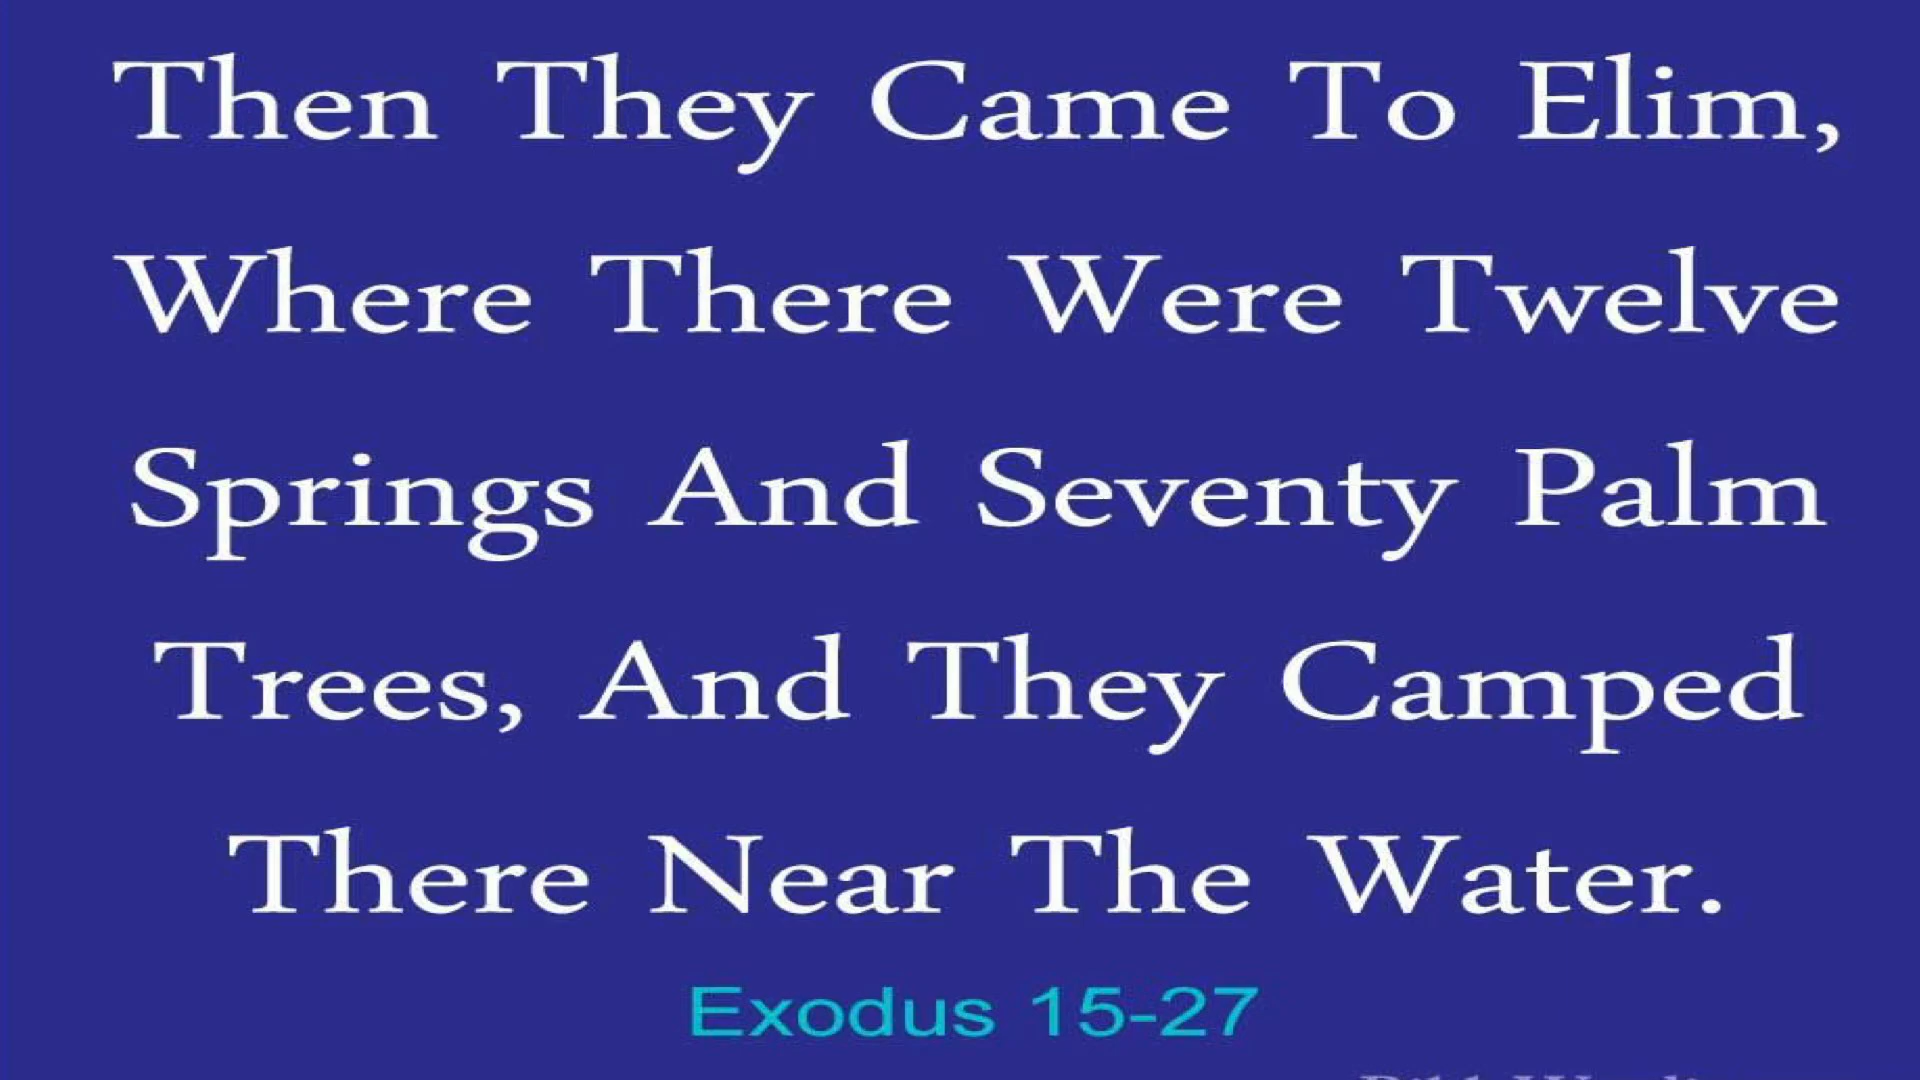 Then They Came To Elim,
Where There Were Twelve
Springs And Seventy Palm
Trees, And They Camped
There Near The Water.
Exodus 15-27